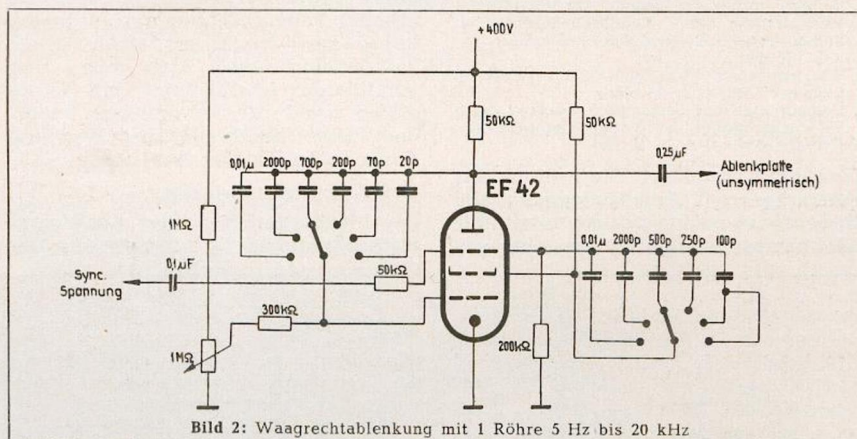 +400V
50kΩ
50kΩ
0,01µ 2000p 700p 200p 70p 20p
0,25µF
Ablenkplatte
(unsymmetrisch)
EF 42
1MΩ
0,01µ 2000p 500p 250p 100p
0,1µF
Sync.
Spannung
50kΩ
300kΩ
200kΩ
1MΩ
Bild 2: Waagrechtablenkung mit 1 Röhre 5 Hz bis 20 kHz